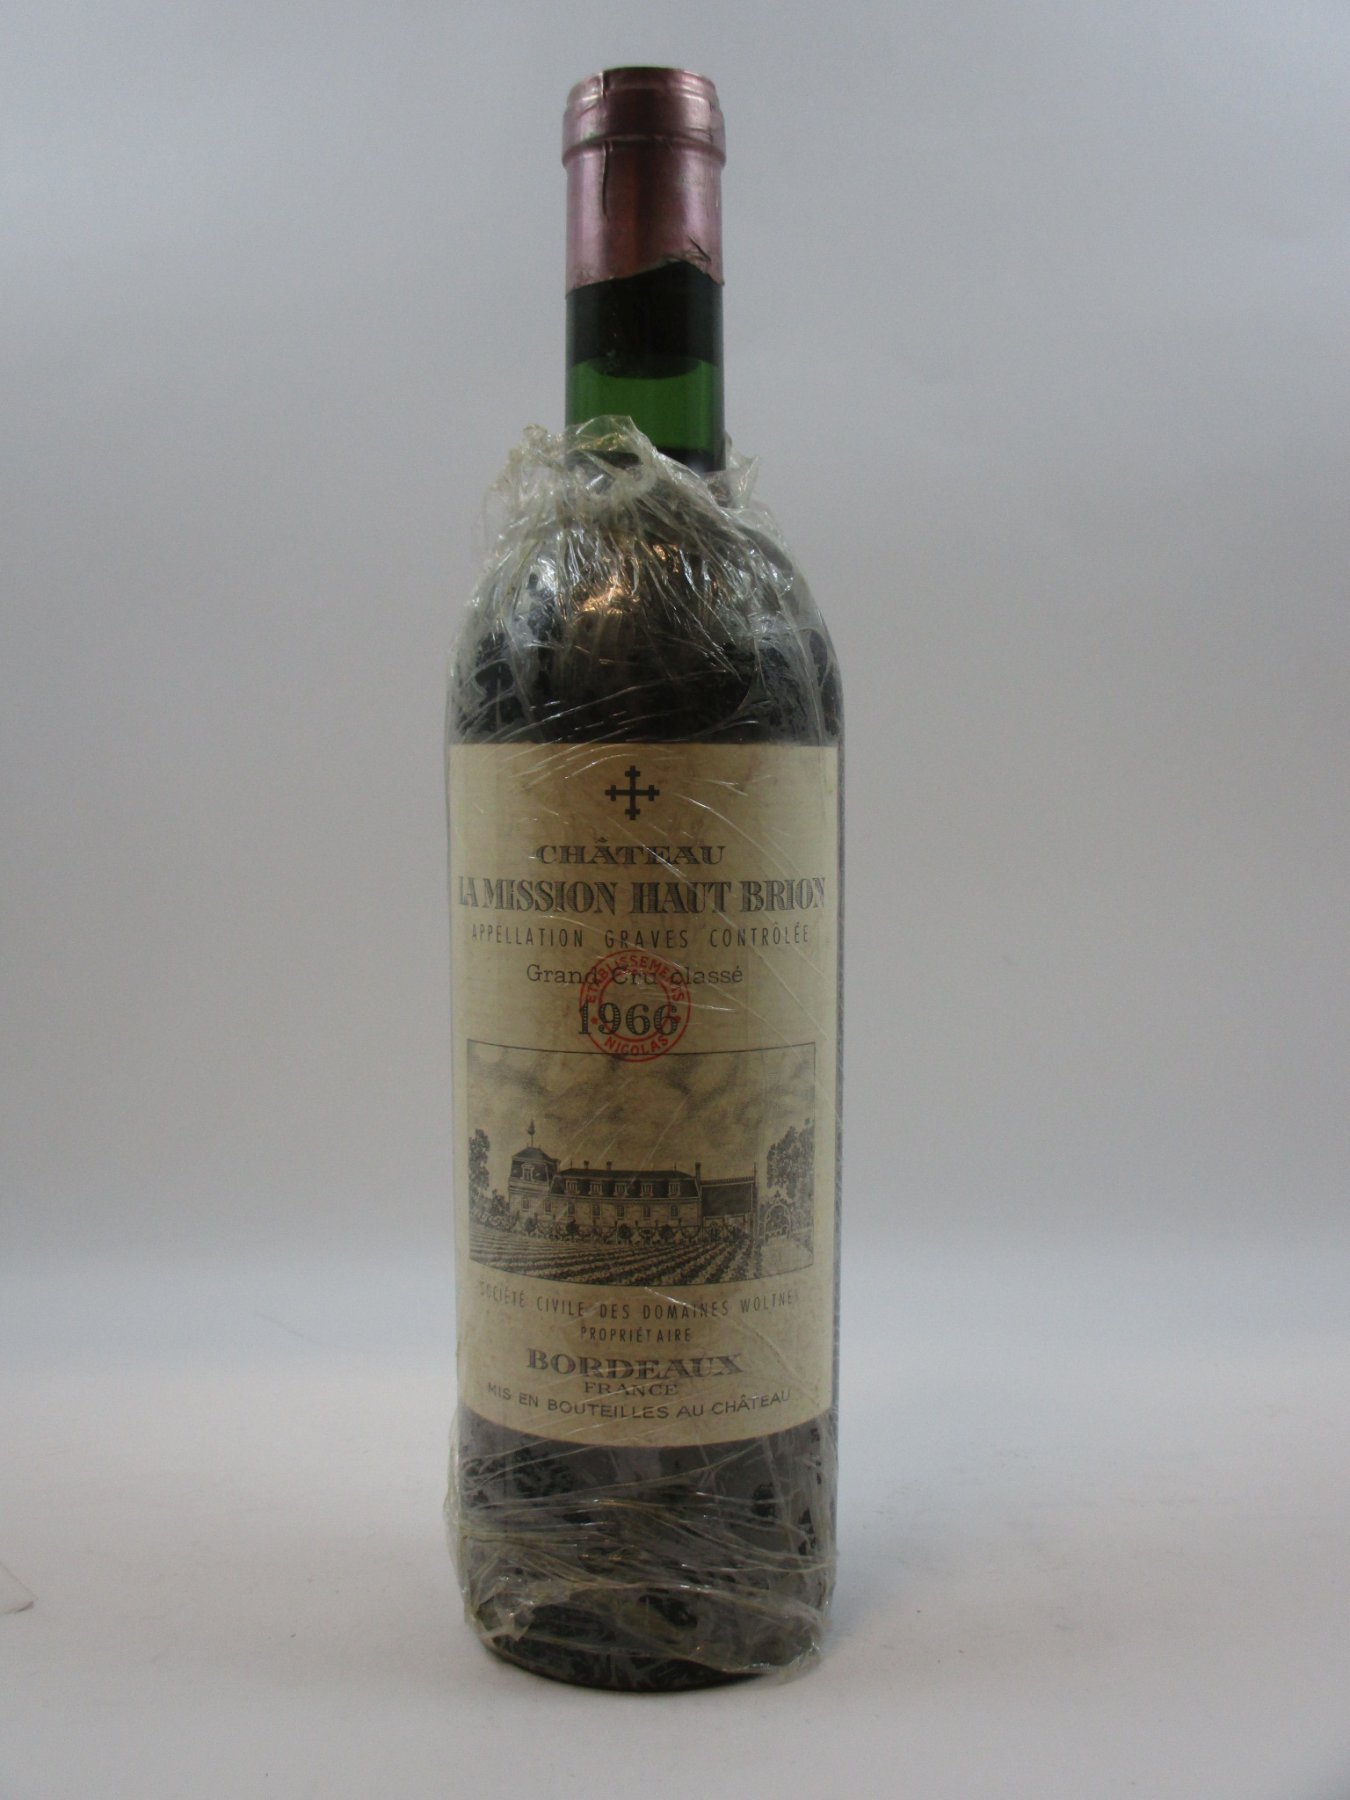 CHÂTEAU
LA MISSION HAUT BRION
APPELLATION GRAVES CONTRÔLÉE
Grand Cru classé
ETABLISSEMENTS
1966
NICOLAS
SOCIÉTÉ CIVILE DES DOMAINES WOLTNER
PROPRIÉTAIRE
BORDEAUX
FRANCE
MIS EN BOUTEILLES AU CHÂTEAU